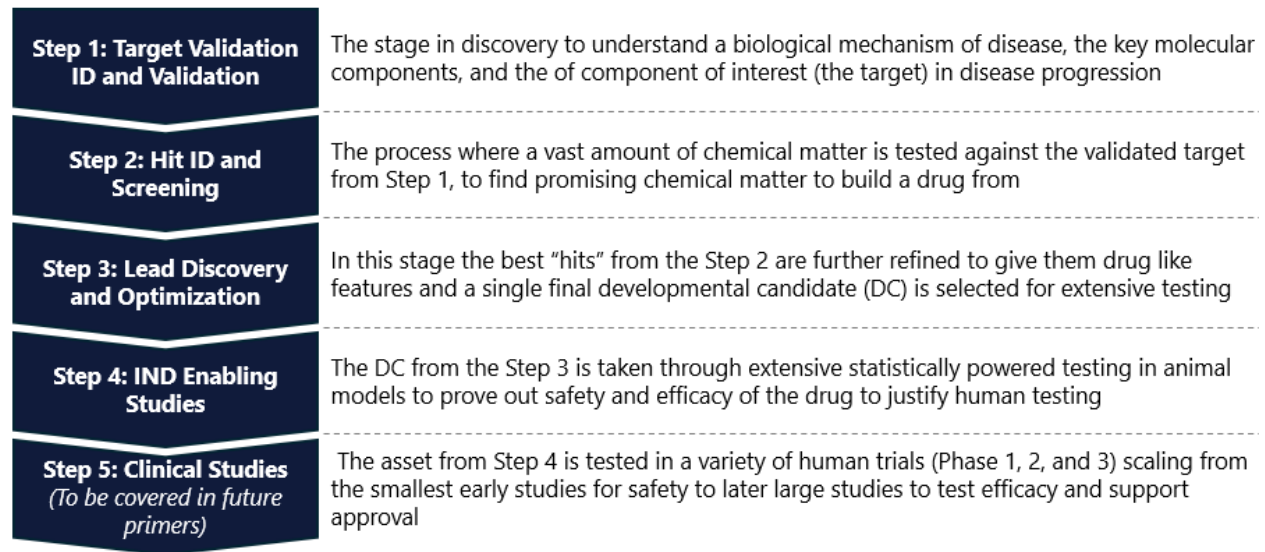 Step 1: Target Validation
ID and Validation
The stage in discovery to understand a biological mechanism of disease, the key molecular
components, and the of component of interest (the target) in disease progression
Step 2: Hit ID and
Screening
The process where a vast amount of chemical matter is tested against the validated target
from Step 1, to find promising chemical matter to build a drug from
Step 3: Lead Discovery
and Optimization
In this stage the best “hits” from the Step 2 are further refined to give them drug like
features and a single final developmental candidate (DC) is selected for extensive testing
Step 4: IND Enabling
Studies
The DC from the Step 3 is taken through extensive statistically powered testing in animal
models to prove out safety and efficacy of the drug to justify human testing
Step 5: Clinical Studies
(To be covered in future
primers)
The asset from Step 4 is tested in a variety of human trials (Phase 1, 2, and 3) scaling from
the smallest early studies for safety to later large studies to test efficacy and support
approval